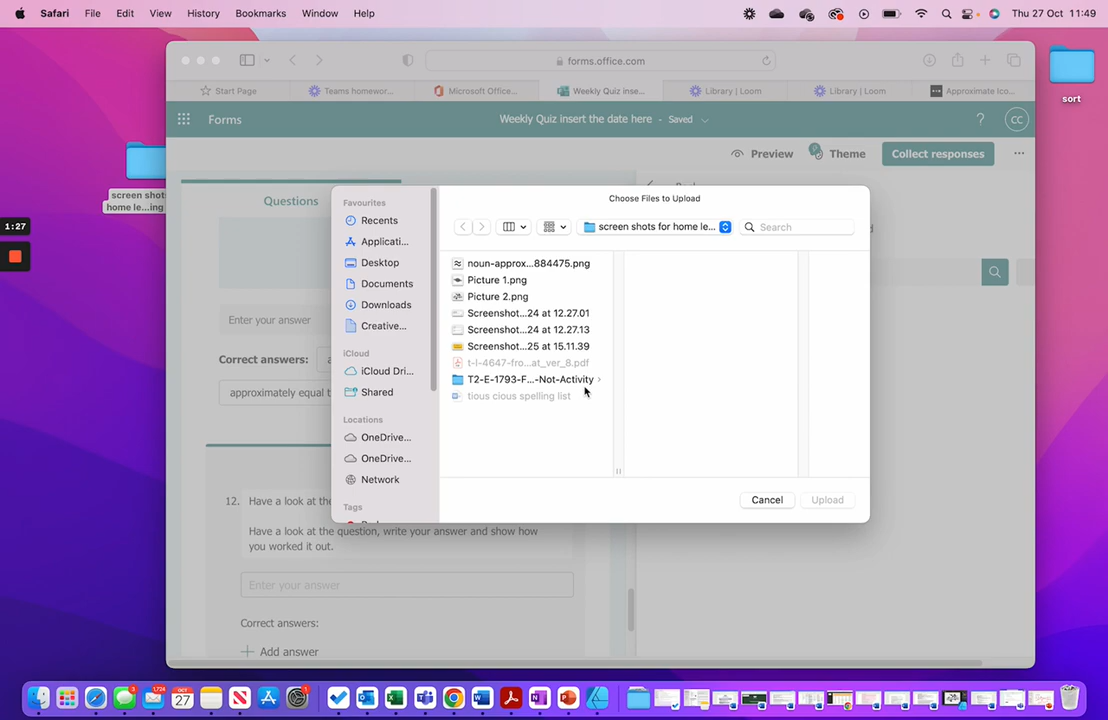 Safari File Edit View History Bookmarks Window Help Thu 27 Oct 11:49
forms.office.com
Start Page Teams homewor... Microsoft Office... Weekly Quiz inse... Library | Loom Library | Loom Approximate Ico...
Forms Weekly Quiz insert the date here - Saved ? CC
Preview Theme Collect responses ...
sort
screen shots
home le...ing
1:27
Questions
Enter your answer
Correct answers:
approximately equal t
12. Have a look at the
Have a look at the question, write your answer and show how
you worked it out.
Enter your answer
Correct answers:
Add answer
Choose Files to Upload
screen shots for home le...
Search
Favourites
Recents
Applicati...
Desktop
Documents
Downloads
Creative...
iCloud
iCloud Dri...
Shared
Locations
OneDrive...
OneDrive...
Network
Tags
noun-approx...884475.png
Picture 1.png
Picture 2.png
Screenshot...24 at 12.27.01
Screenshot...24 at 12.27.13
Screenshot...25 at 15.11.39
t-l-4647-fro...at_ver_8.pdf
T2-E-1793-F...-Not-Activity
tious cious spelling list
Cancel Upload
3 1,724 OCT 27